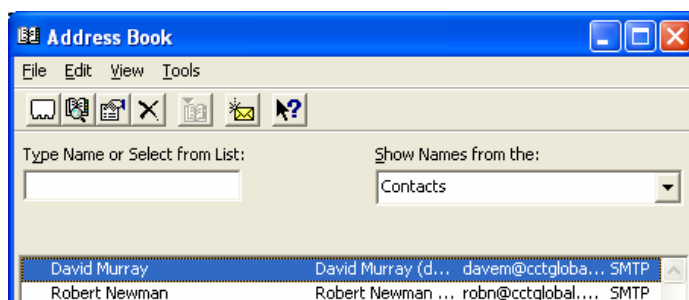 Address Book
File Edit View Tools
Type Name or Select from List: Show Names from the:
Contacts
David Murray David Murray (d... davem@cctgloba... SMTP
Robert Newman Robert Newman ... robn@cctglobal.... SMTP